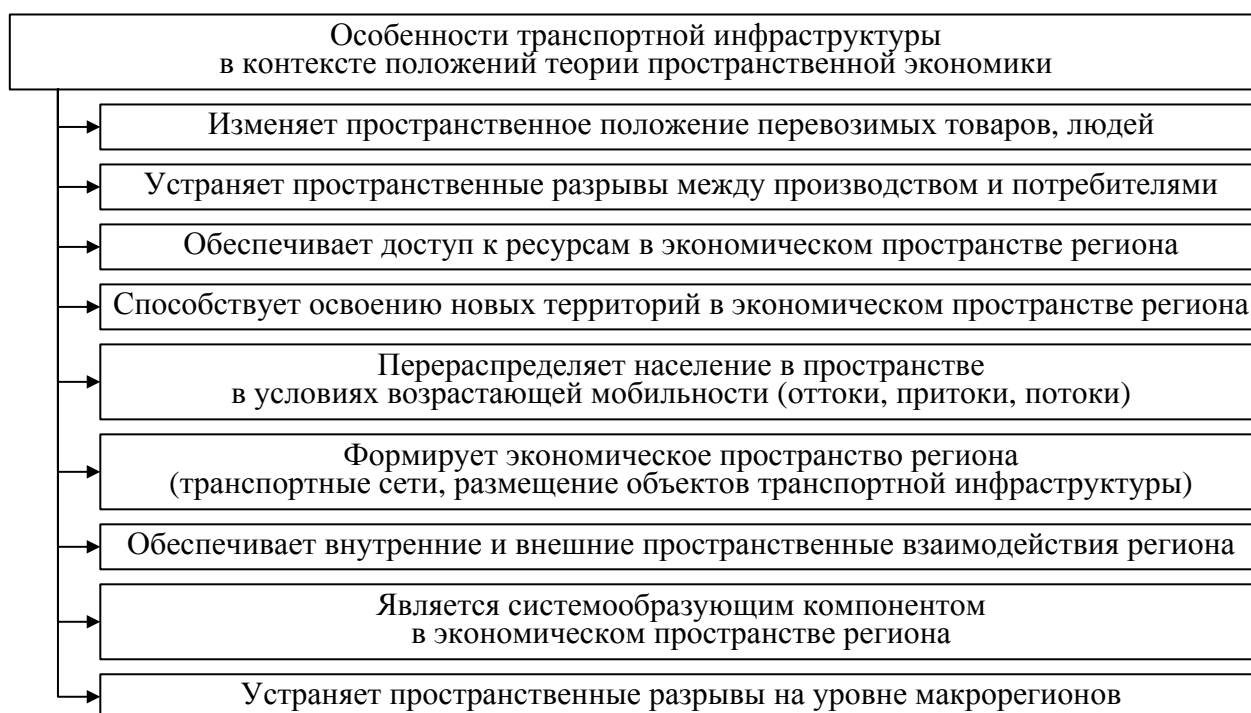 Особенности транспортной инфраструктуры
в контексте положений теории пространственной экономики
Изменяет пространственное положение перевозимых товаров, людей
Устраняет пространственные разрывы между производством и потребителями
Обеспечивает доступ к ресурсам в экономическом пространстве региона
Способствует освоению новых территорий в экономическом пространстве региона
Перераспределяет население в пространстве
в условиях возрастающей мобильности (оттоки, притоки, потоки)
Формирует экономическое пространство региона
(транспортные сети, размещение объектов транспортной инфраструктуры)
Обеспечивает внутренние и внешние пространственные взаимодействия региона
Является системообразующим компонентом
в экономическом пространстве региона
Устраняет пространственные разрывы на уровне макрорегионов